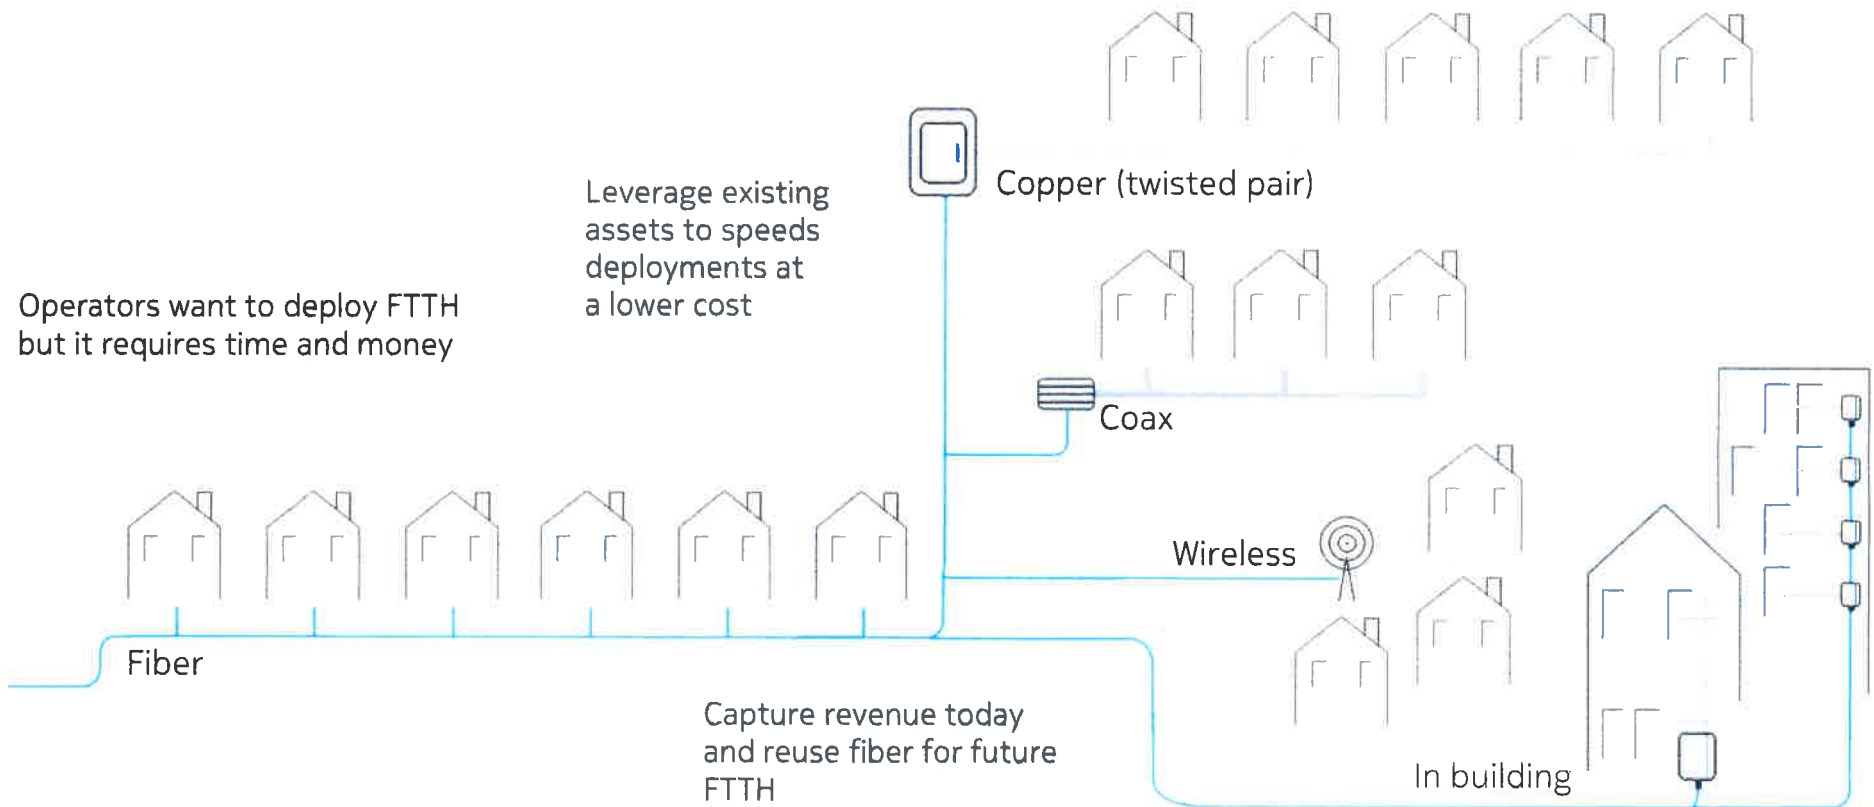 Copper (twisted pair)
Leverage existing
assets to speeds
deployments at
a lower cost
Operators want to deploy FTTH
but it requires time and money
Coax
Wireless
Fiber
Capture revenue today
and reuse fiber for future
FTTH
In building